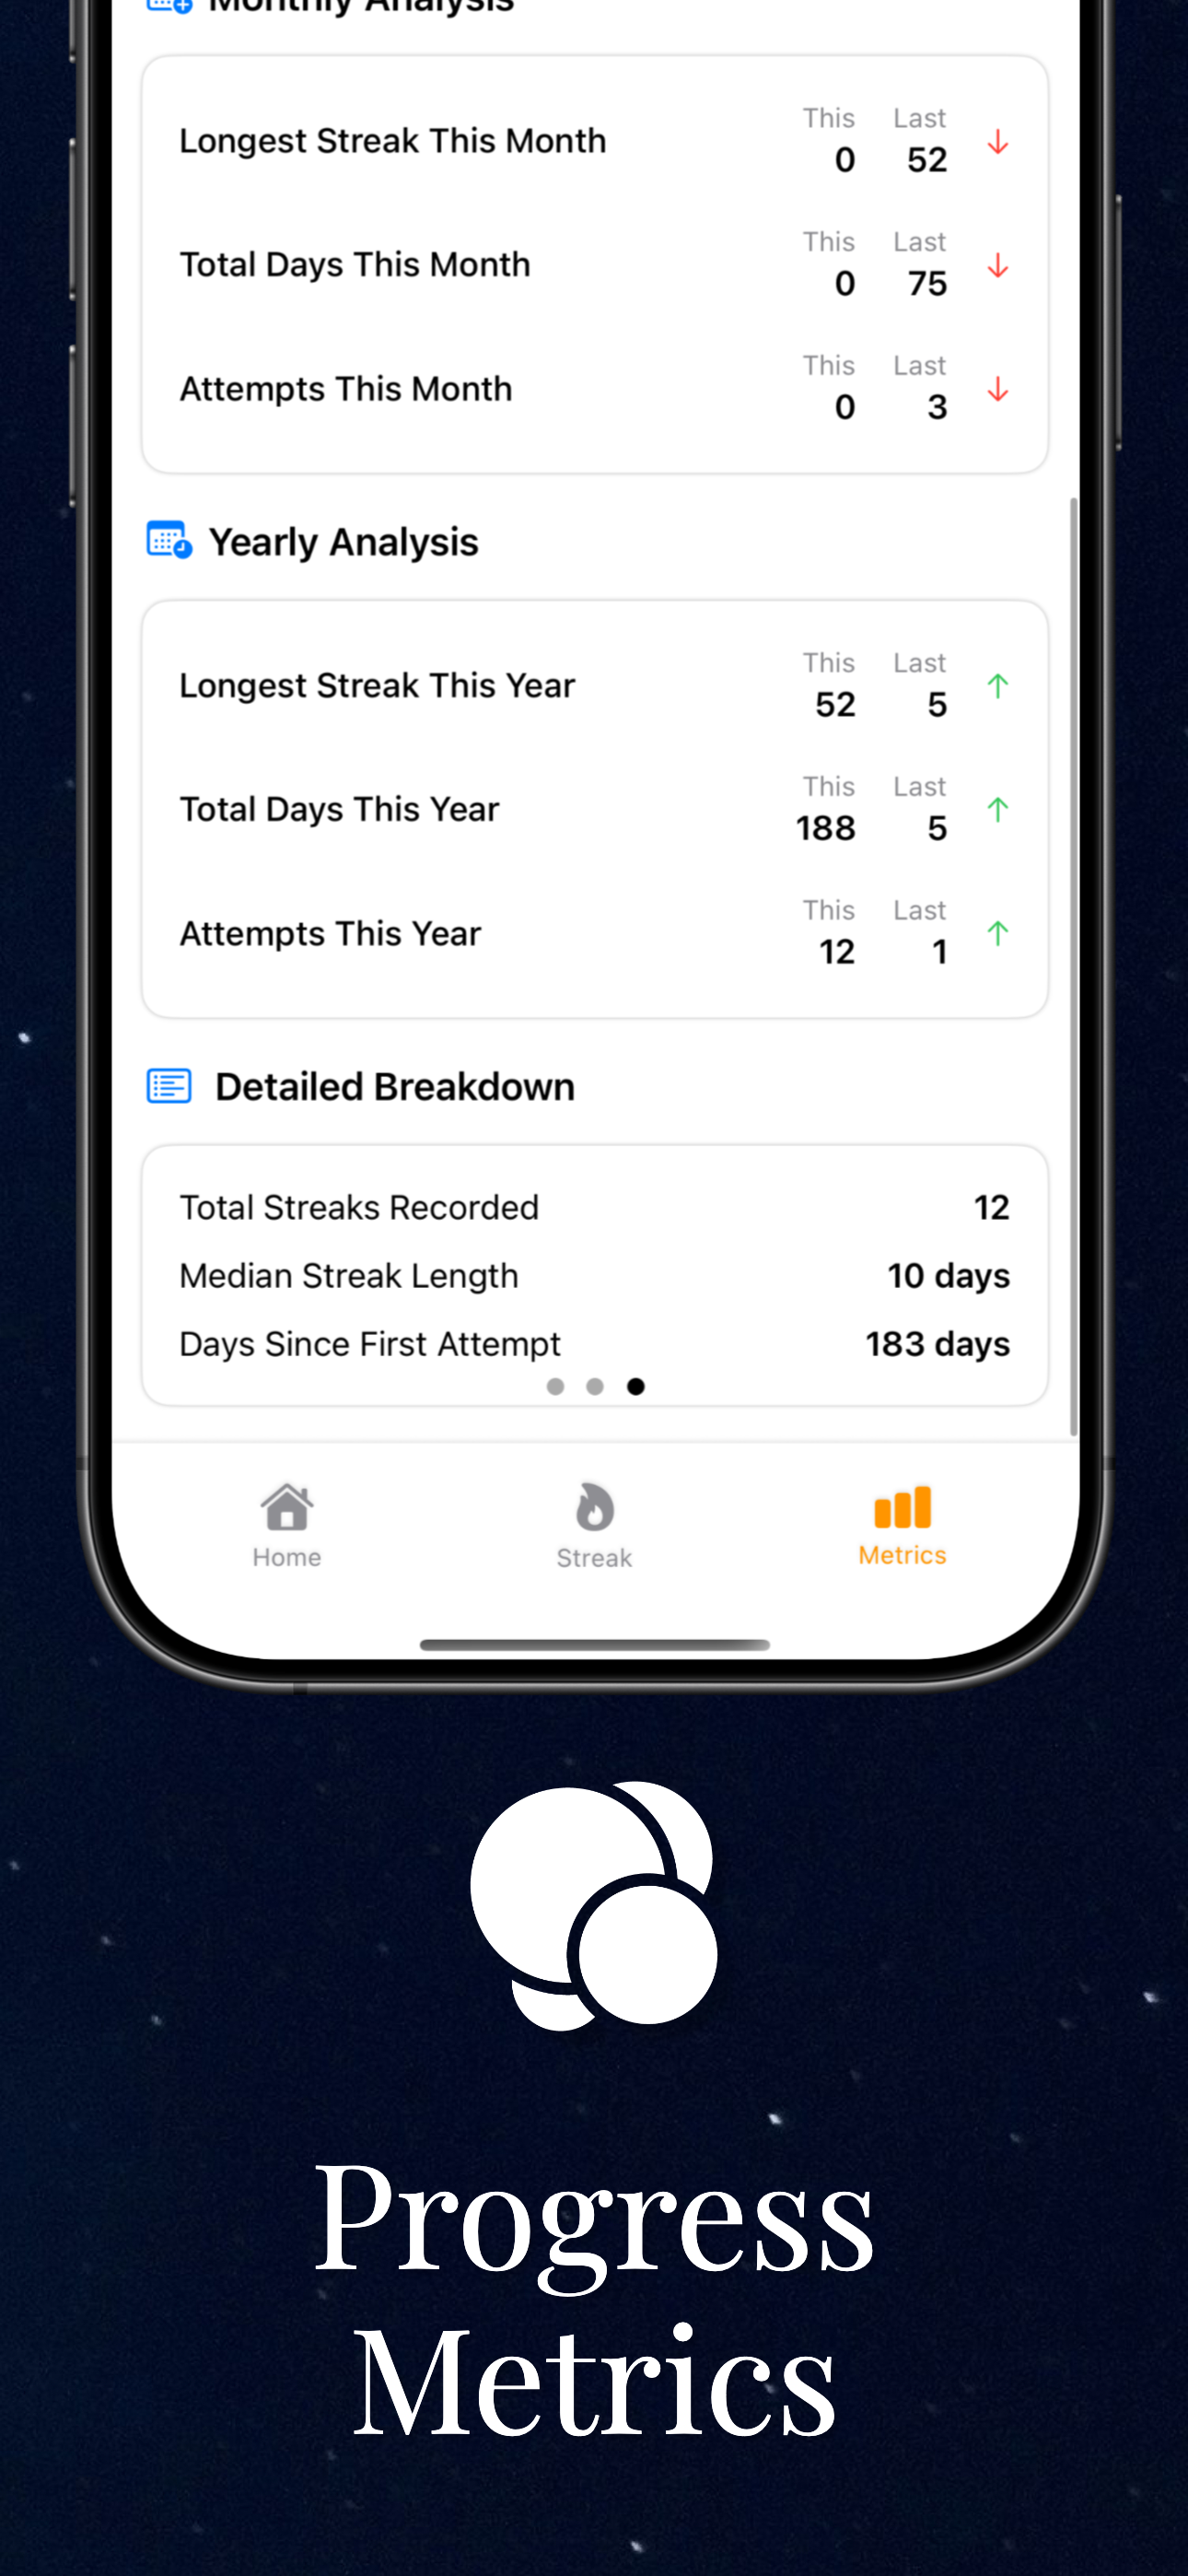 Monthly Analysis
This Last
Longest Streak This Month
0 52
This Last
Total Days This Month
0 75
This Last
Attempts This Month
0 3
Yearly Analysis
This Last
Longest Streak This Year
52 5
This Last
Total Days This Year
188 5
This Last
Attempts This Year
12 1
Detailed Breakdown
Total Streaks Recorded 12
Median Streak Length 10 days
Days Since First Attempt 183 days
Home Streak Metrics
Progress
Metrics